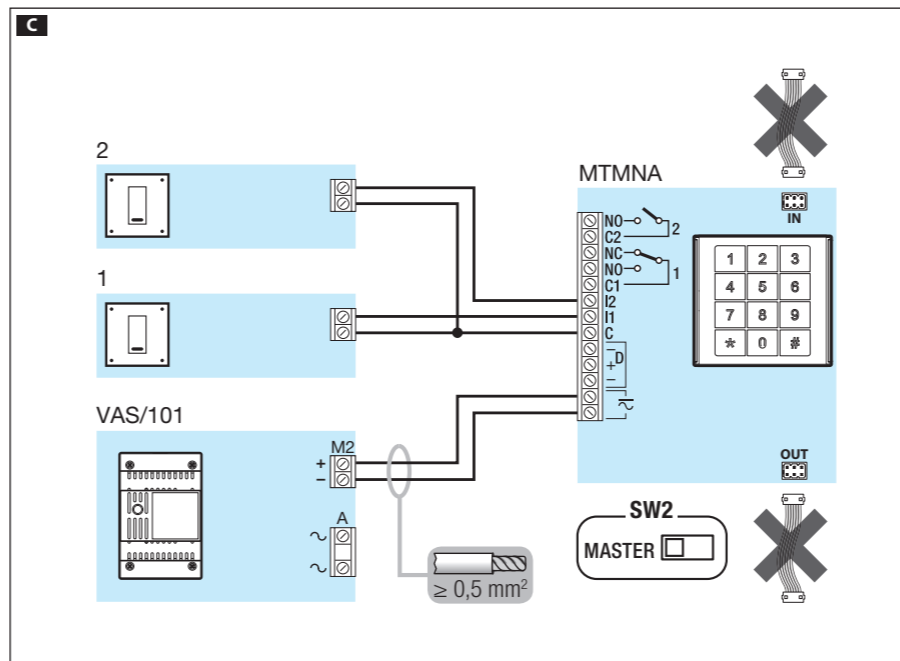 C
2
1
VAS/101
M2
+
−
A
~
~
≥ 0,5 mm²
MTMNA
NO
C2
2
NC
NO
1
C1
I2
I1
C
−
D
+
−
IN
1 2 3
4 5 6
7 8 9
* 0 #
OUT
SW2
MASTER